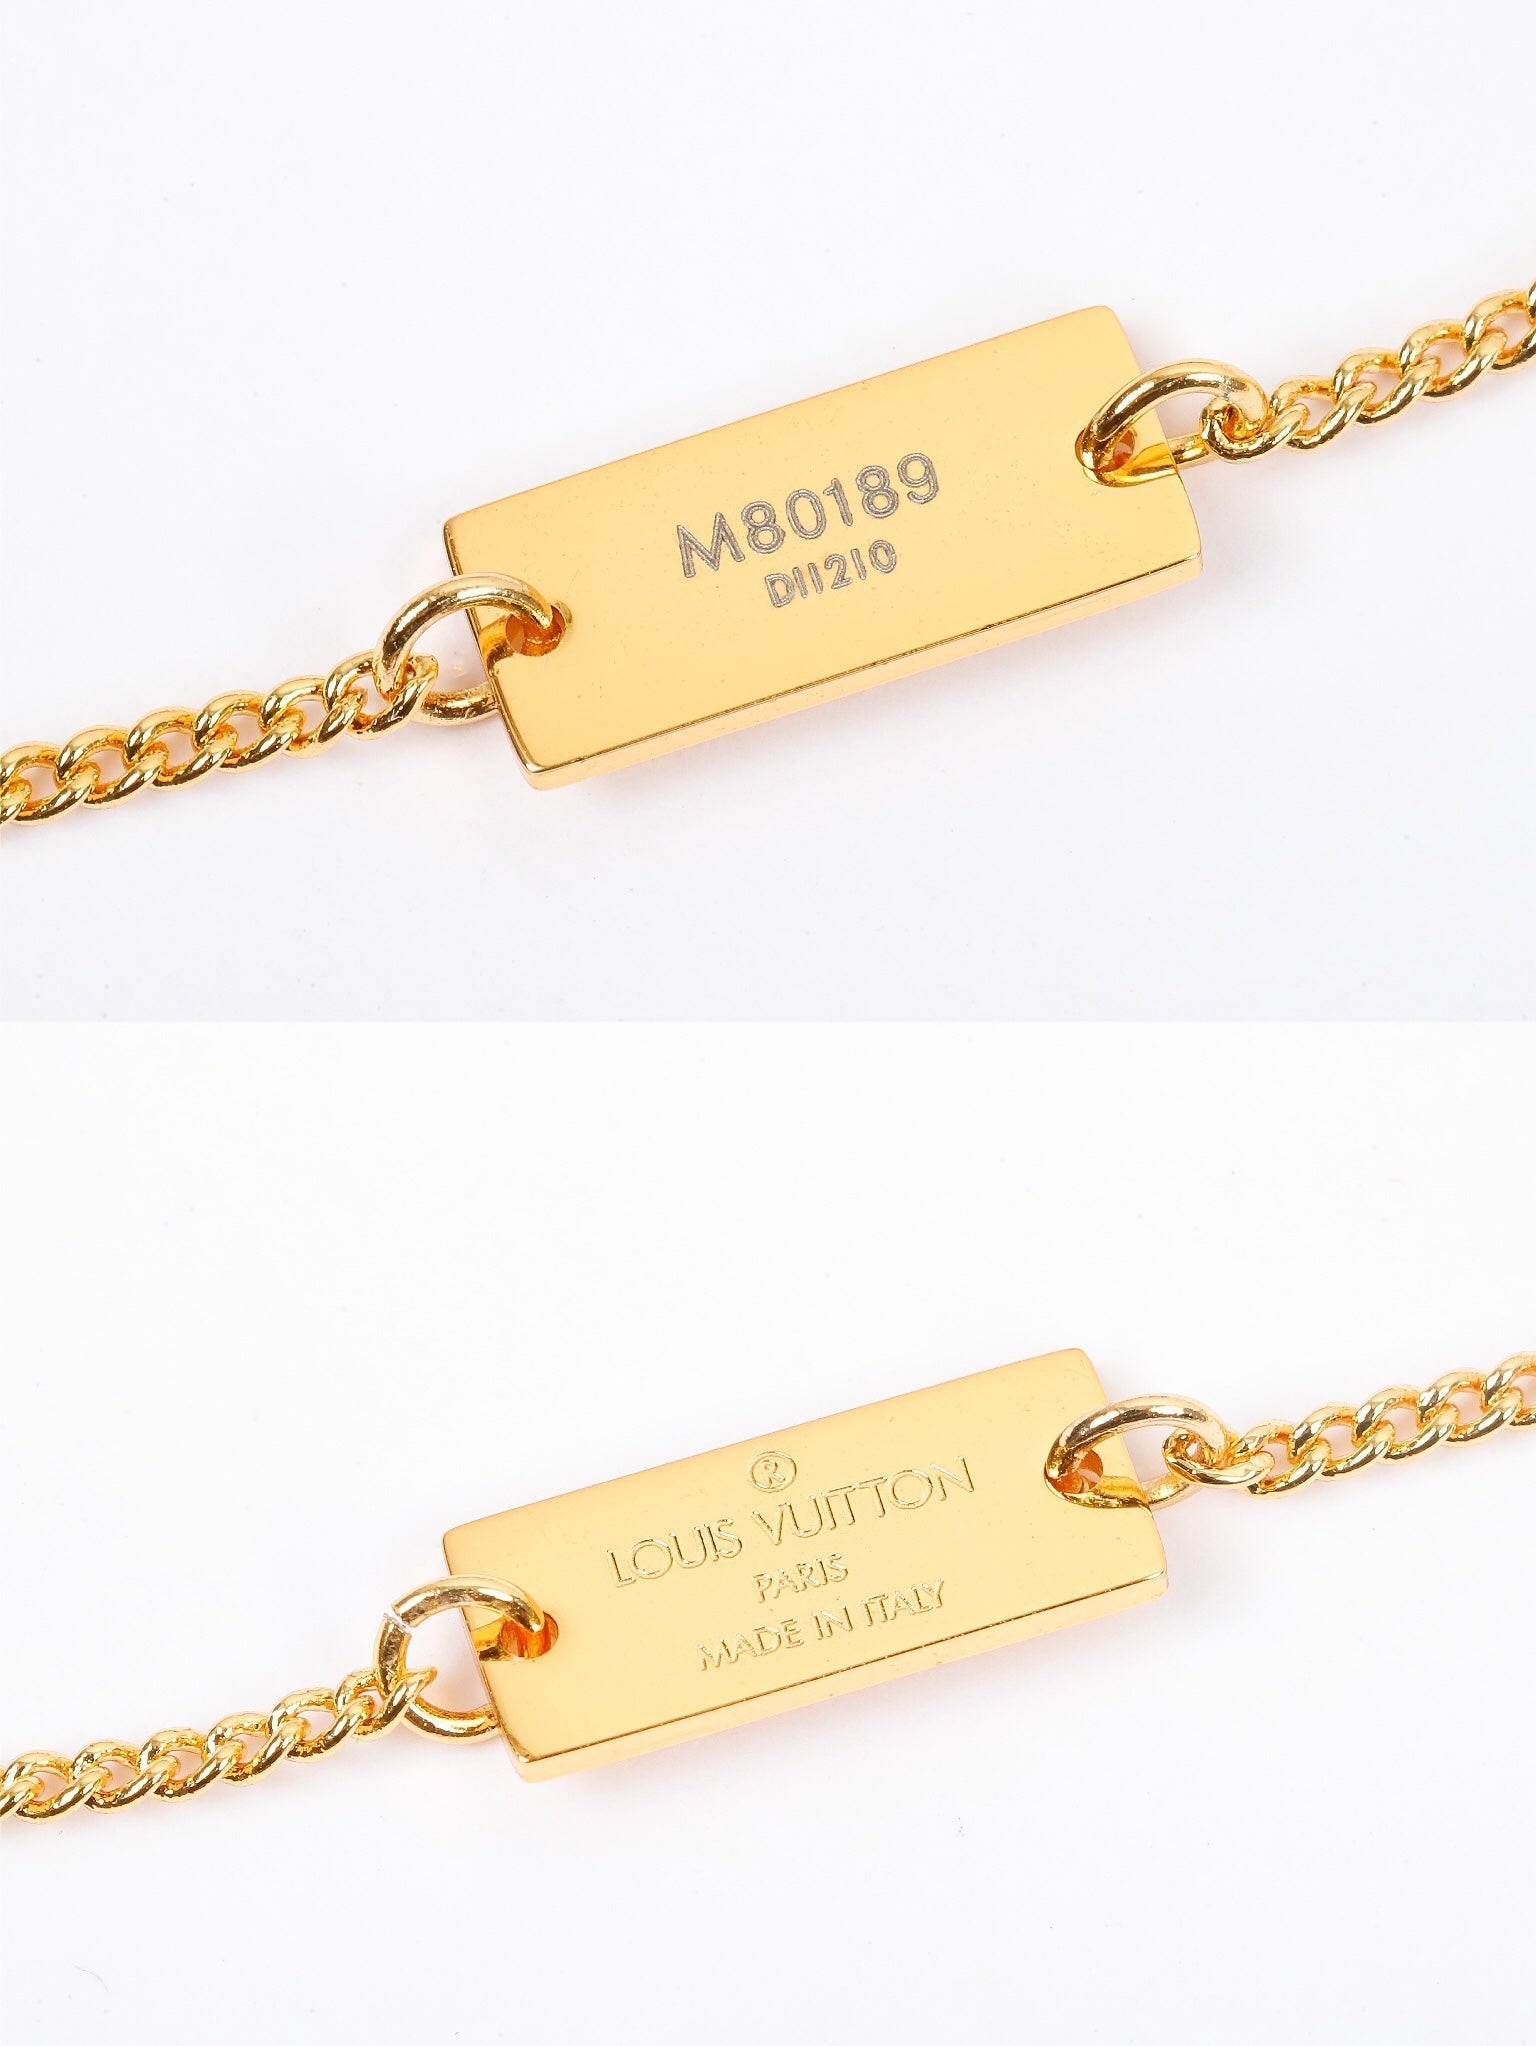 M80189
DI1210
®
LOUIS VUITTON
PARIS
MADE IN ITALY